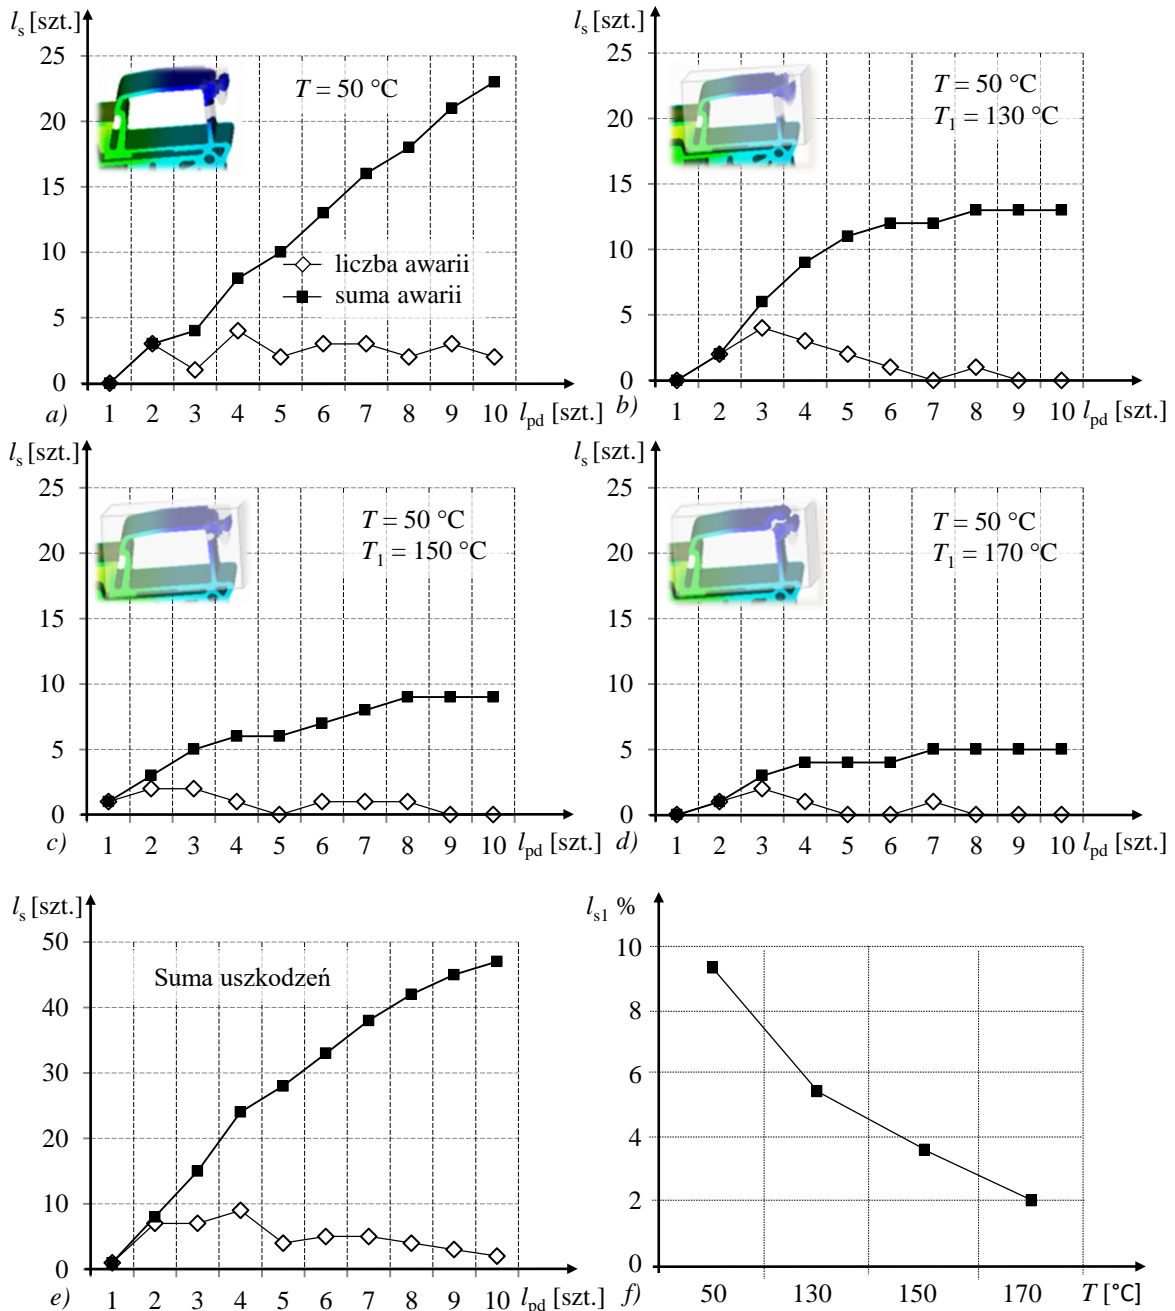 l_s [szt.]
25
20
15
10
5
0
T = 50 °C
liczba awarii
suma awarii
a) 1 2 3 4 5 6 7 8 9 10 l_pd [szt.]
l_s [szt.]
25
20
15
10
5
0
T = 50 °C
T_1 = 130 °C
b) 1 2 3 4 5 6 7 8 9 10 l_pd [szt.]
l_s [szt.]
25
20
15
10
5
0
T = 50 °C
T_1 = 150 °C
c) 1 2 3 4 5 6 7 8 9 10 l_pd [szt.]
l_s [szt.]
25
20
15
10
5
0
T = 50 °C
T_1 = 170 °C
d) 1 2 3 4 5 6 7 8 9 10 l_pd [szt.]
l_s [szt.]
50
40
30
20
10
0
Suma uszkodzeń
e) 1 2 3 4 5 6 7 8 9 10 l_pd [szt.]
l_s1 %
10
8
6
4
2
0
f) 50 130 150 170 T [°C]